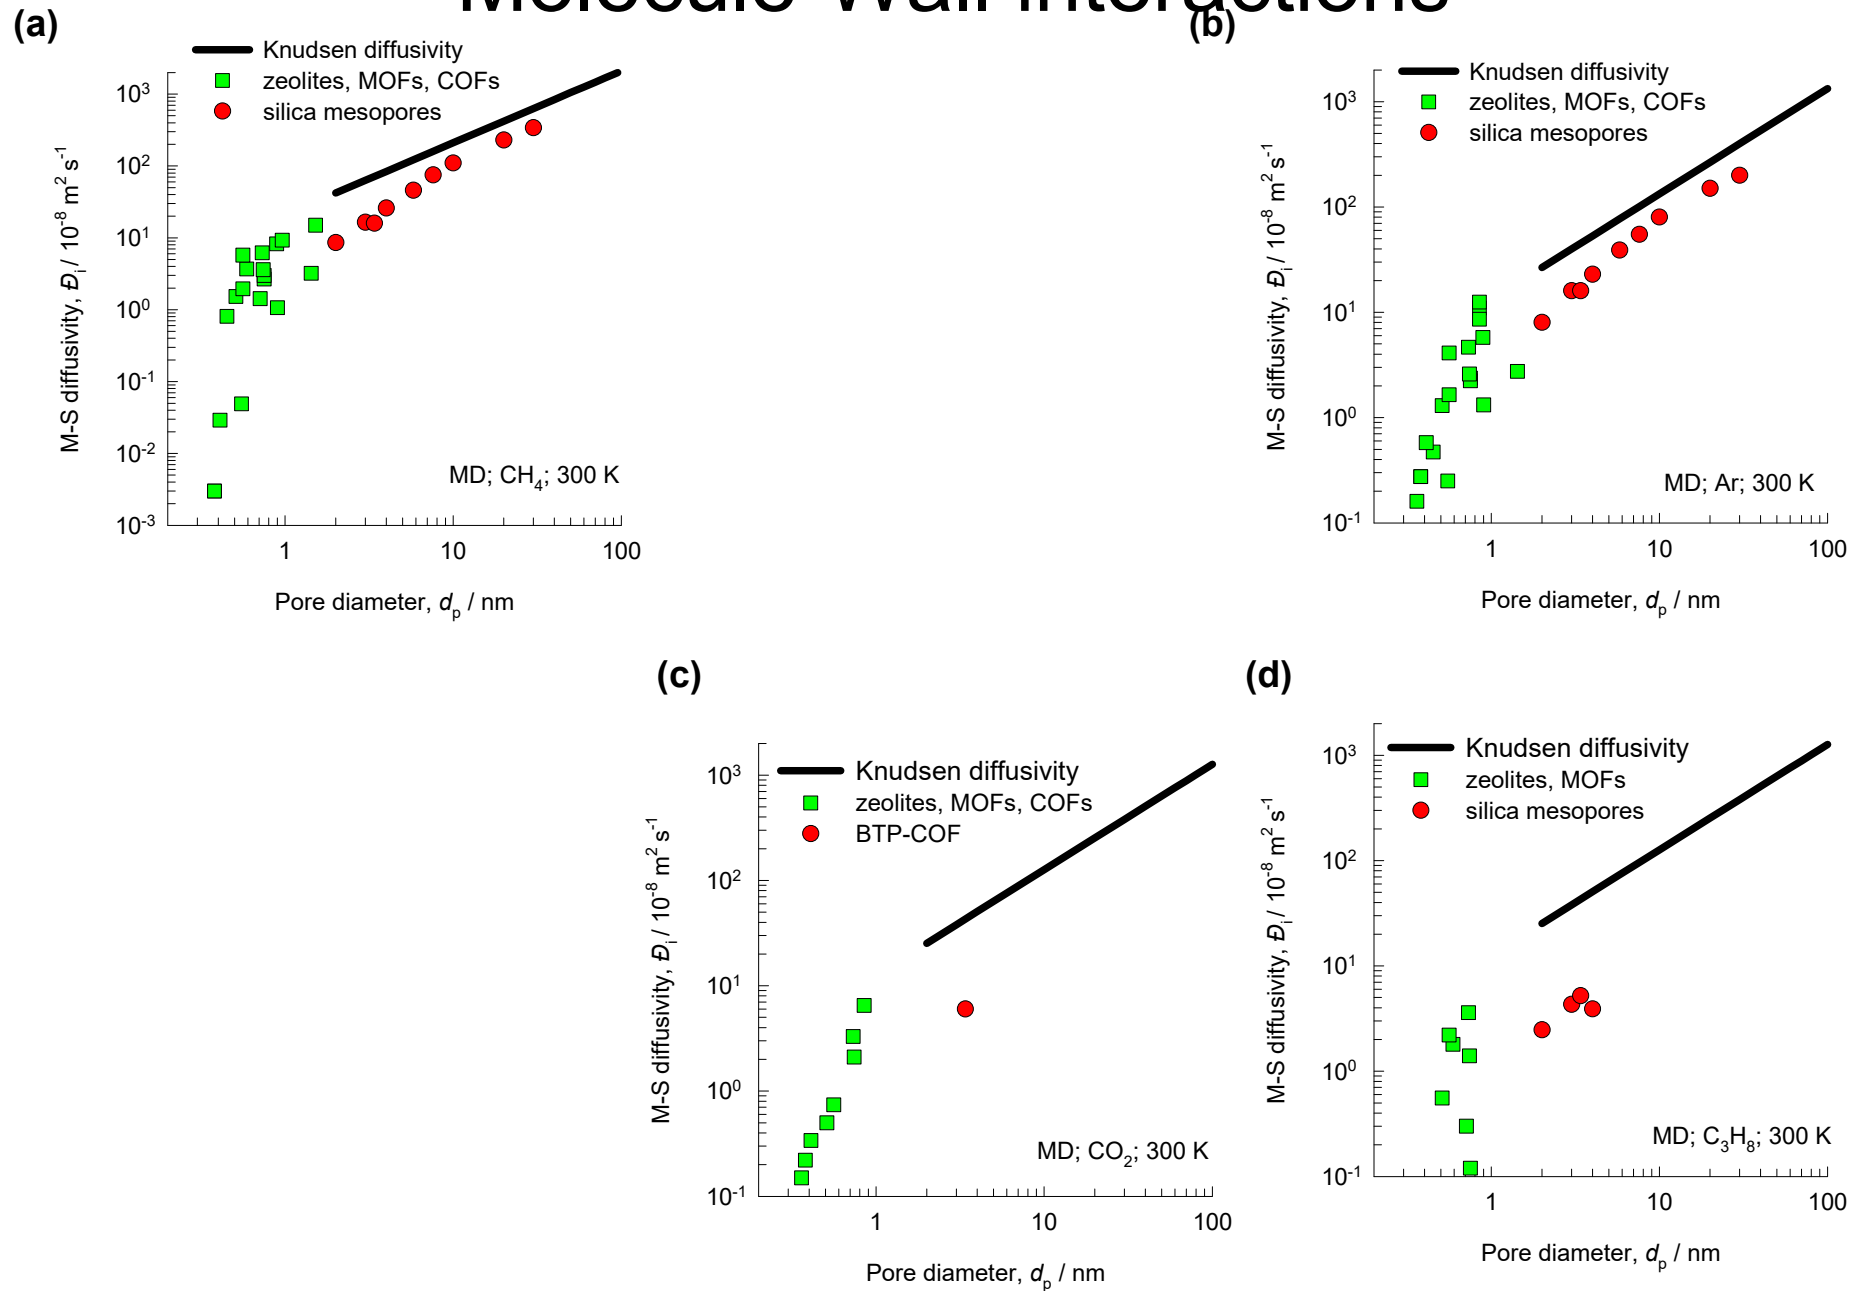 Molecule-Wall Interactions
(a)
Knudsen diffusivity
zeolites, MOFs, COFs
silica mesopores
M-S diffusivity, Đi / 10-8 m2 s-1
103
102
101
100
10-1
10-2
10-3
MD; CH4; 300 K
1 10 100
Pore diameter, dp / nm
(b)
Knudsen diffusivity
zeolites, MOFs, COFs
silica mesopores
M-S diffusivity, Đi / 10-8 m2 s-1
103
102
101
100
10-1
MD; Ar; 300 K
1 10 100
Pore diameter, dp / nm
(c)
Knudsen diffusivity
zeolites, MOFs, COFs
BTP-COF
M-S diffusivity, Đi / 10-8 m2 s-1
103
102
101
100
10-1
MD; CO2; 300 K
1 10 100
Pore diameter, dp / nm
(d)
Knudsen diffusivity
zeolites, MOFs
silica mesopores
M-S diffusivity, Đi / 10-8 m2 s-1
103
102
101
100
10-1
MD; C3H8; 300 K
1 10 100
Pore diameter, dp / nm